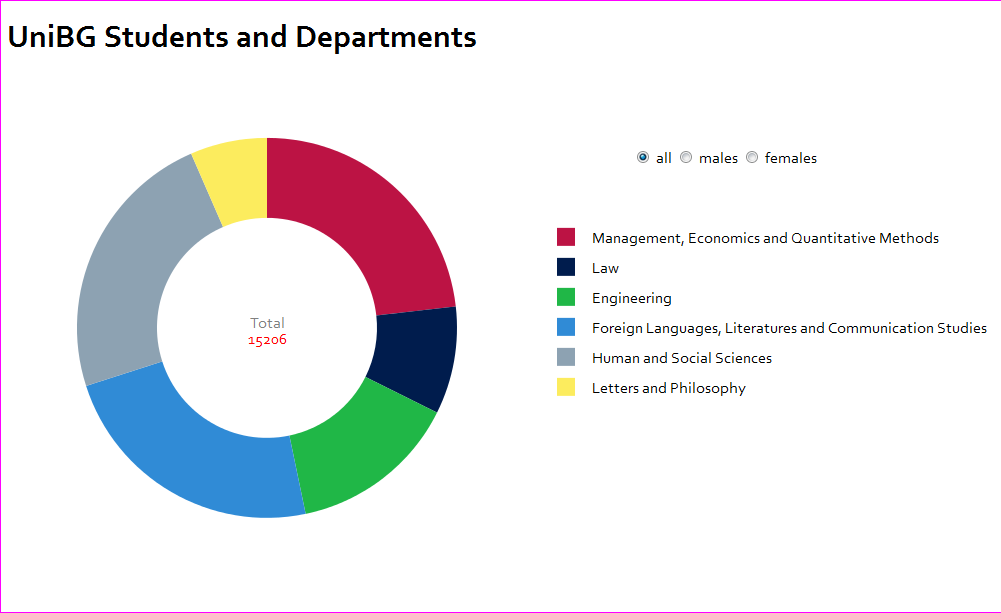 UniBG Students and Departments
all males females
Management, Economics and Quantitative Methods
Law
Engineering
Foreign Languages, Literatures and Communication Studies
Human and Social Sciences
Letters and Philosophy
Total
15206